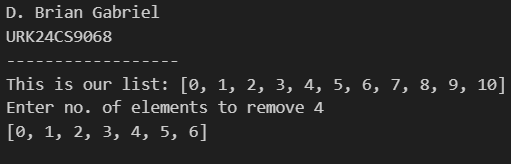 D. Brian Gabriel
URK24CS9068
------------------
This is our list: [0, 1, 2, 3, 4, 5, 6, 7, 8, 9, 10]
Enter no. of elements to remove 4
[0, 1, 2, 3, 4, 5, 6]